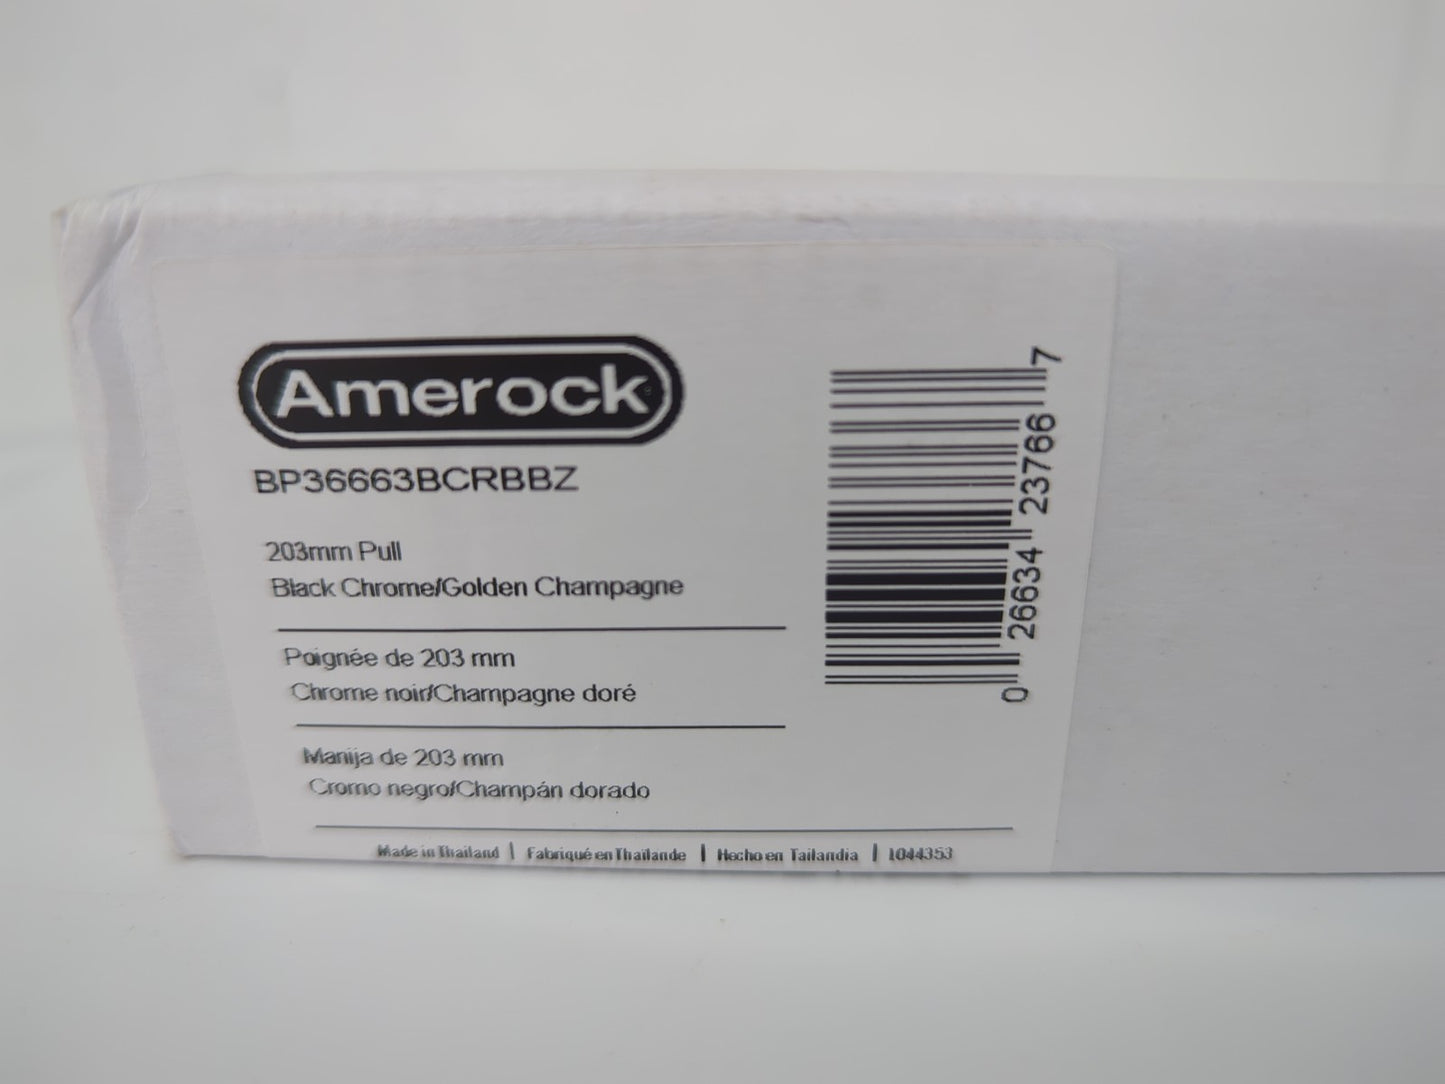 Amerock
BP36663BCRBBZ
203mm Pull
Black Chrome/Golden Champagne
Poignée de 203 mm
Chrome noir/Champagne doré
Manija de 203 mm
Cromo negro/Champán dorado
Made in Thailand | Fabriqué en Thaïlande | Hecho en Tailandia | 1044353
0 26634 23766 7